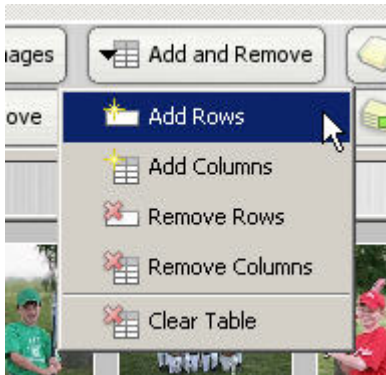 ages
Add and Remove
ove
Add Rows
Add Columns
Remove Rows
Remove Columns
Clear Table